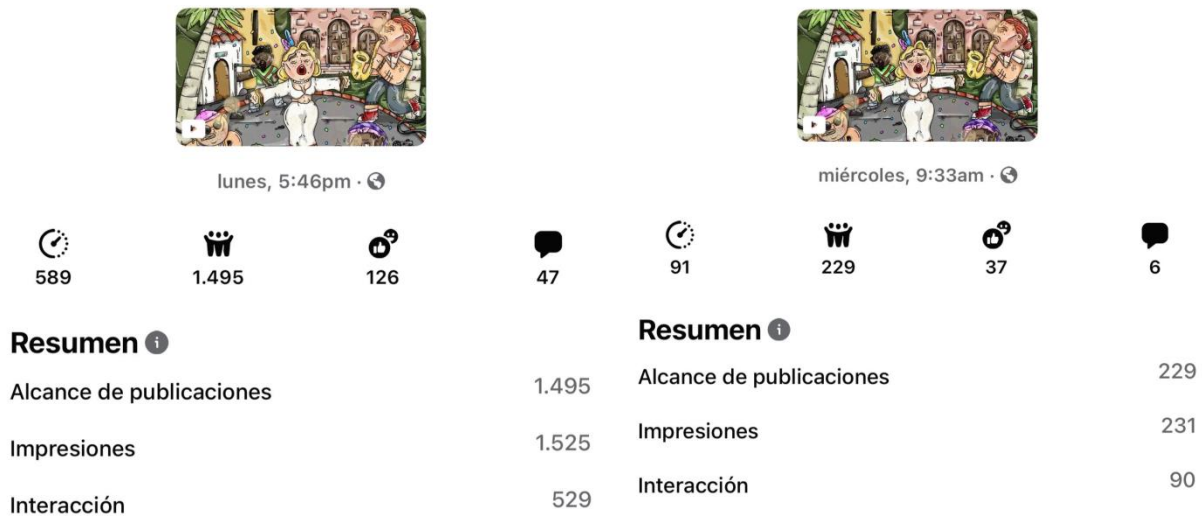 lunes, 5:46pm ·
589 1.495 126 47
Resumen
Alcance de publicaciones 1.495
Impresiones 1.525
Interacción 529
miércoles, 9:33am ·
91 229 37 6
Resumen
Alcance de publicaciones 229
Impresiones 231
Interacción 90